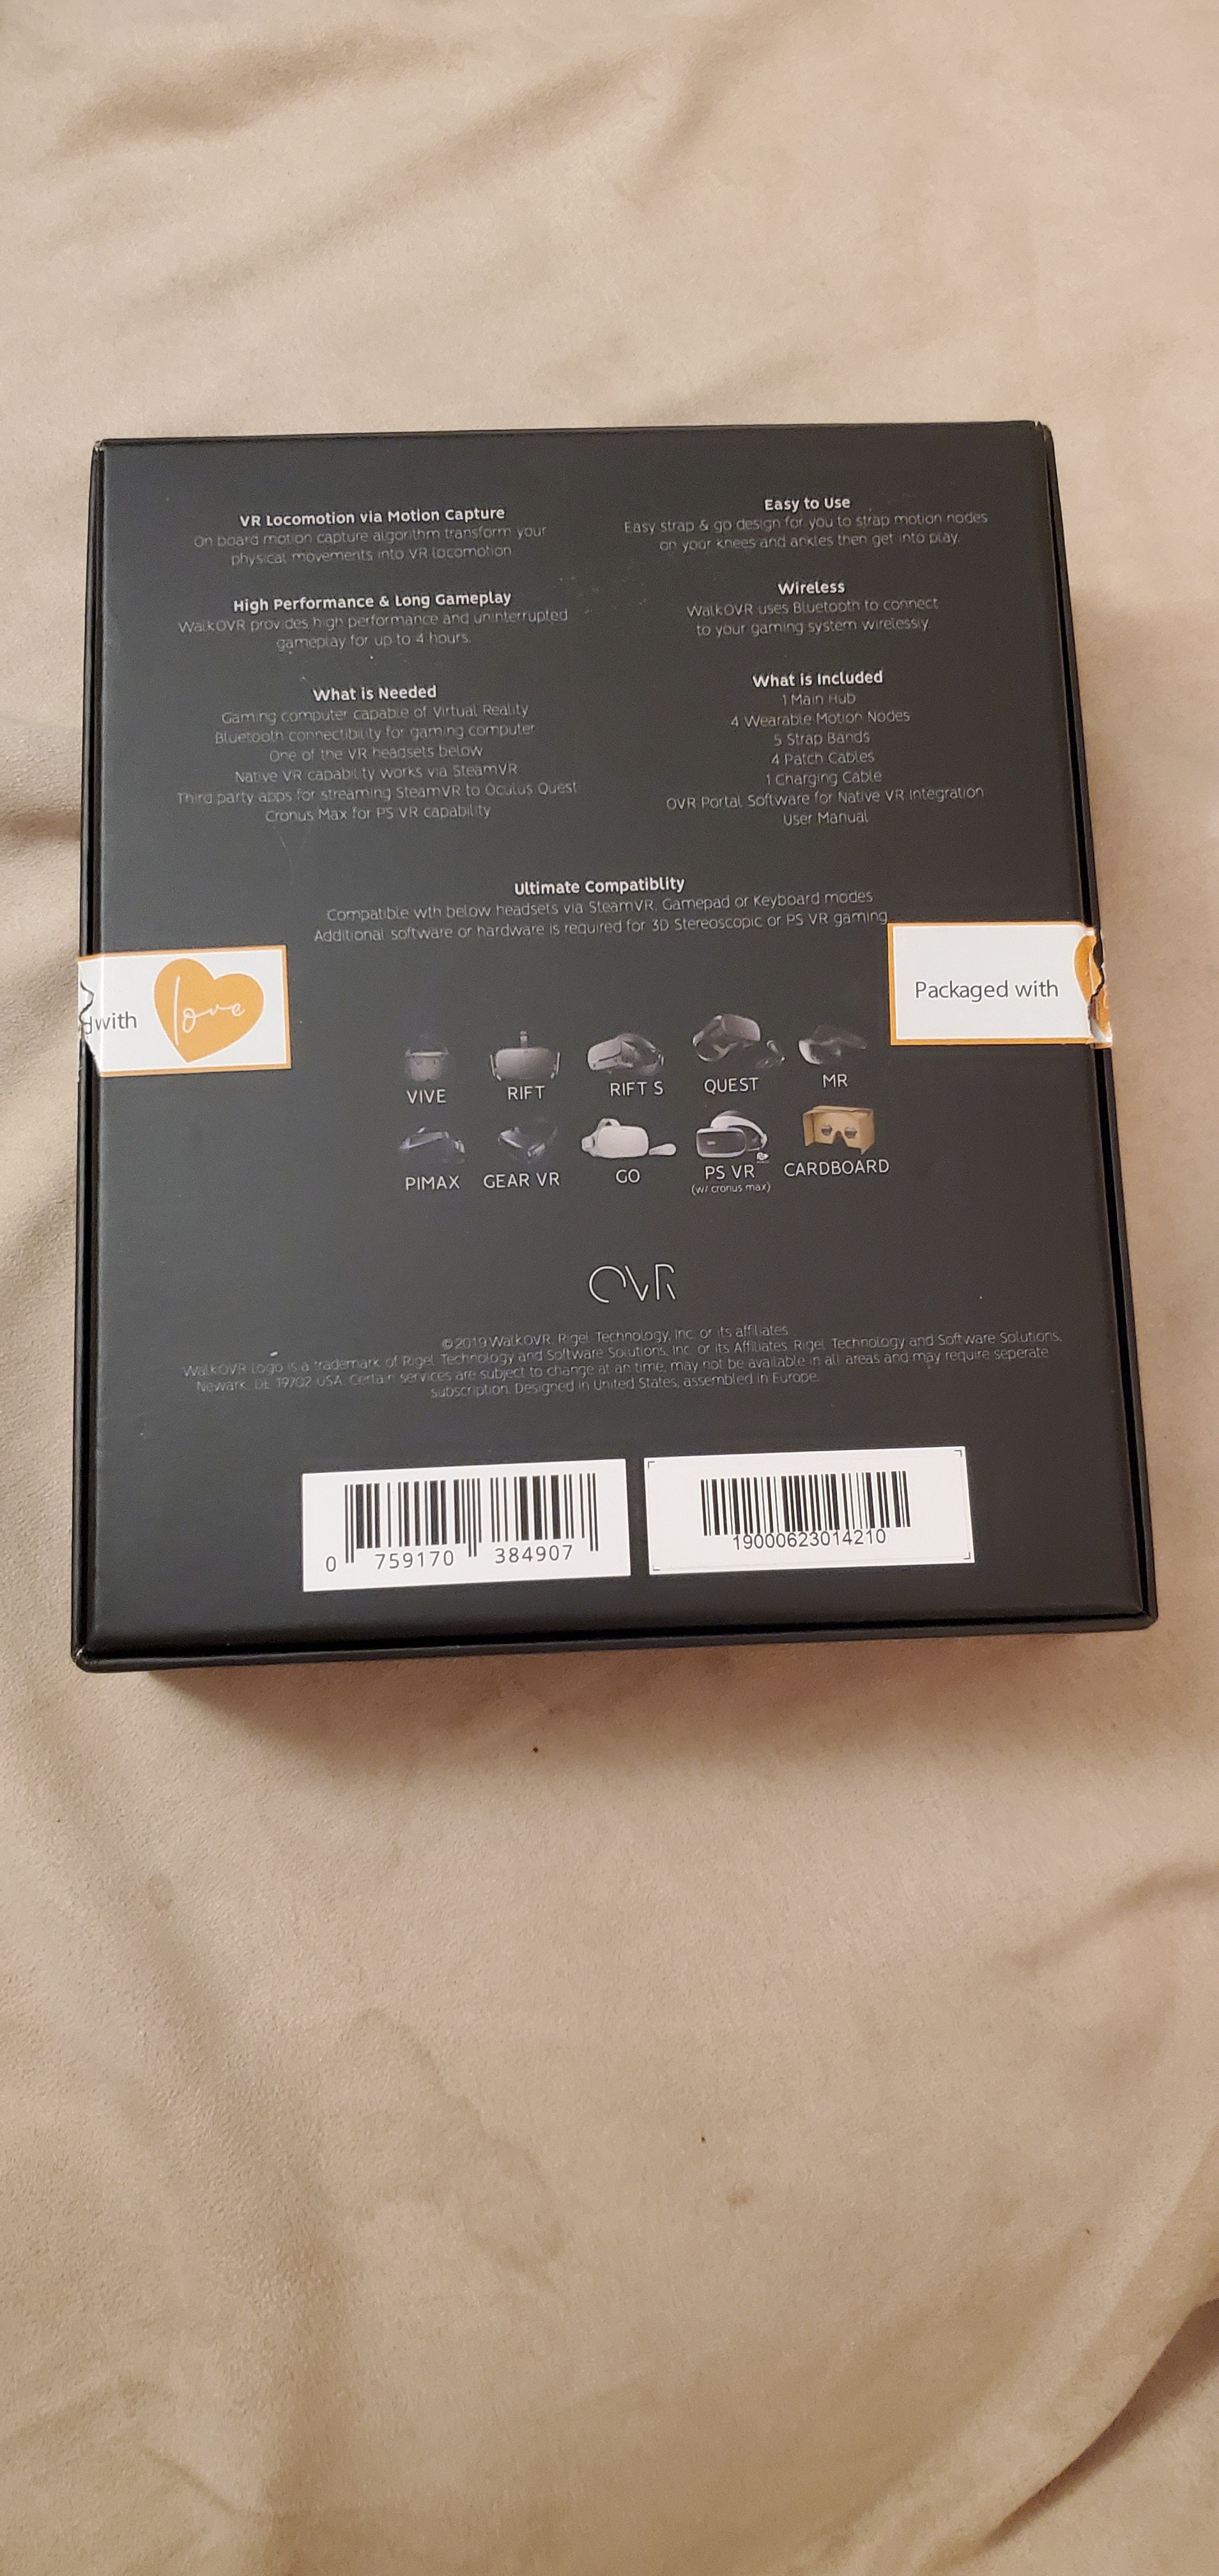 VR Locomotion via Motion Capture
On board motion capture algorithm transform your
physical movements into VR locomotion
Easy to Use
Easy strap & go design for you to strap motion nodes
on your knees and ankles then get into play.
High Performance & Long Gameplay
WalkOVR provides high performance and uninterrupted
gameplay for up to 4 hours.
Wireless
WalkOVR uses Bluetooth to connect
to your gaming system wirelessly
What is Needed
Gaming computer capable of Virtual Reality
Bluetooth connectibility for gaming computer
One of the VR headsets below
Native VR capability works via SteamVR
Third party apps for streaming SteamVR to Oculus Quest
Cronus Max for PS VR capability
What is Included
1 Main Hub
4 Wearable Motion Nodes
5 Strap Bands
4 Patch Cables
1 Charging Cable
OVR Portal Software for Native VR Integration
User Manual
Ultimate Compatiblity
Compatible wth below headsets via SteamVR, Gamepad or Keyboard modes
Additional software or hardware is required for 3D Stereoscopic or PS VR gaming
d with love
Packaged with
VIVE RIFT RIFT S QUEST MR
PIMAX GEAR VR GO PS VR CARDBOARD
(w/ cronus max)
OVR
©2019 WalkOVR, Rigel Technology, Inc. or its affiliates.
WalkOVR Logo is a trademark of Rigel Technology and Software Solutions, Inc. or its Affiliates. Rigel Technology and Software Solutions,
Newark, DE 19702 USA. Certain services are subject to change at an time, may not be available in all areas and may require seperate
subscription. Designed in United States, assembled in Europe.
0 759170 384907
19000623014210